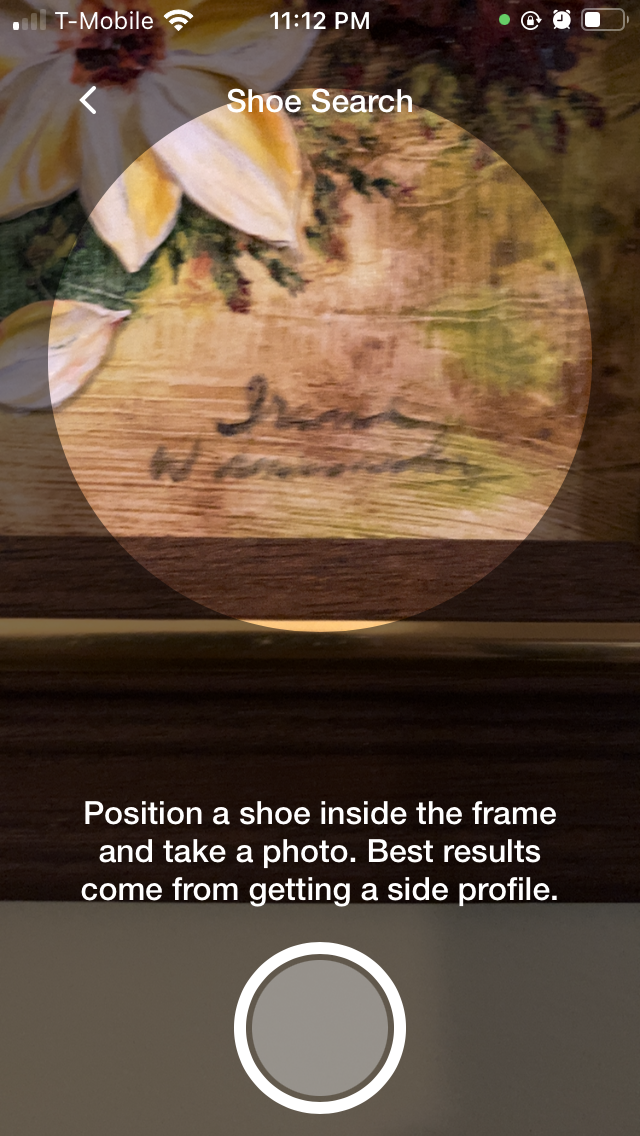 T-Mobile 11:12 PM
Shoe Search
Irene
Position a shoe inside the frame
and take a photo. Best results
come from getting a side profile.